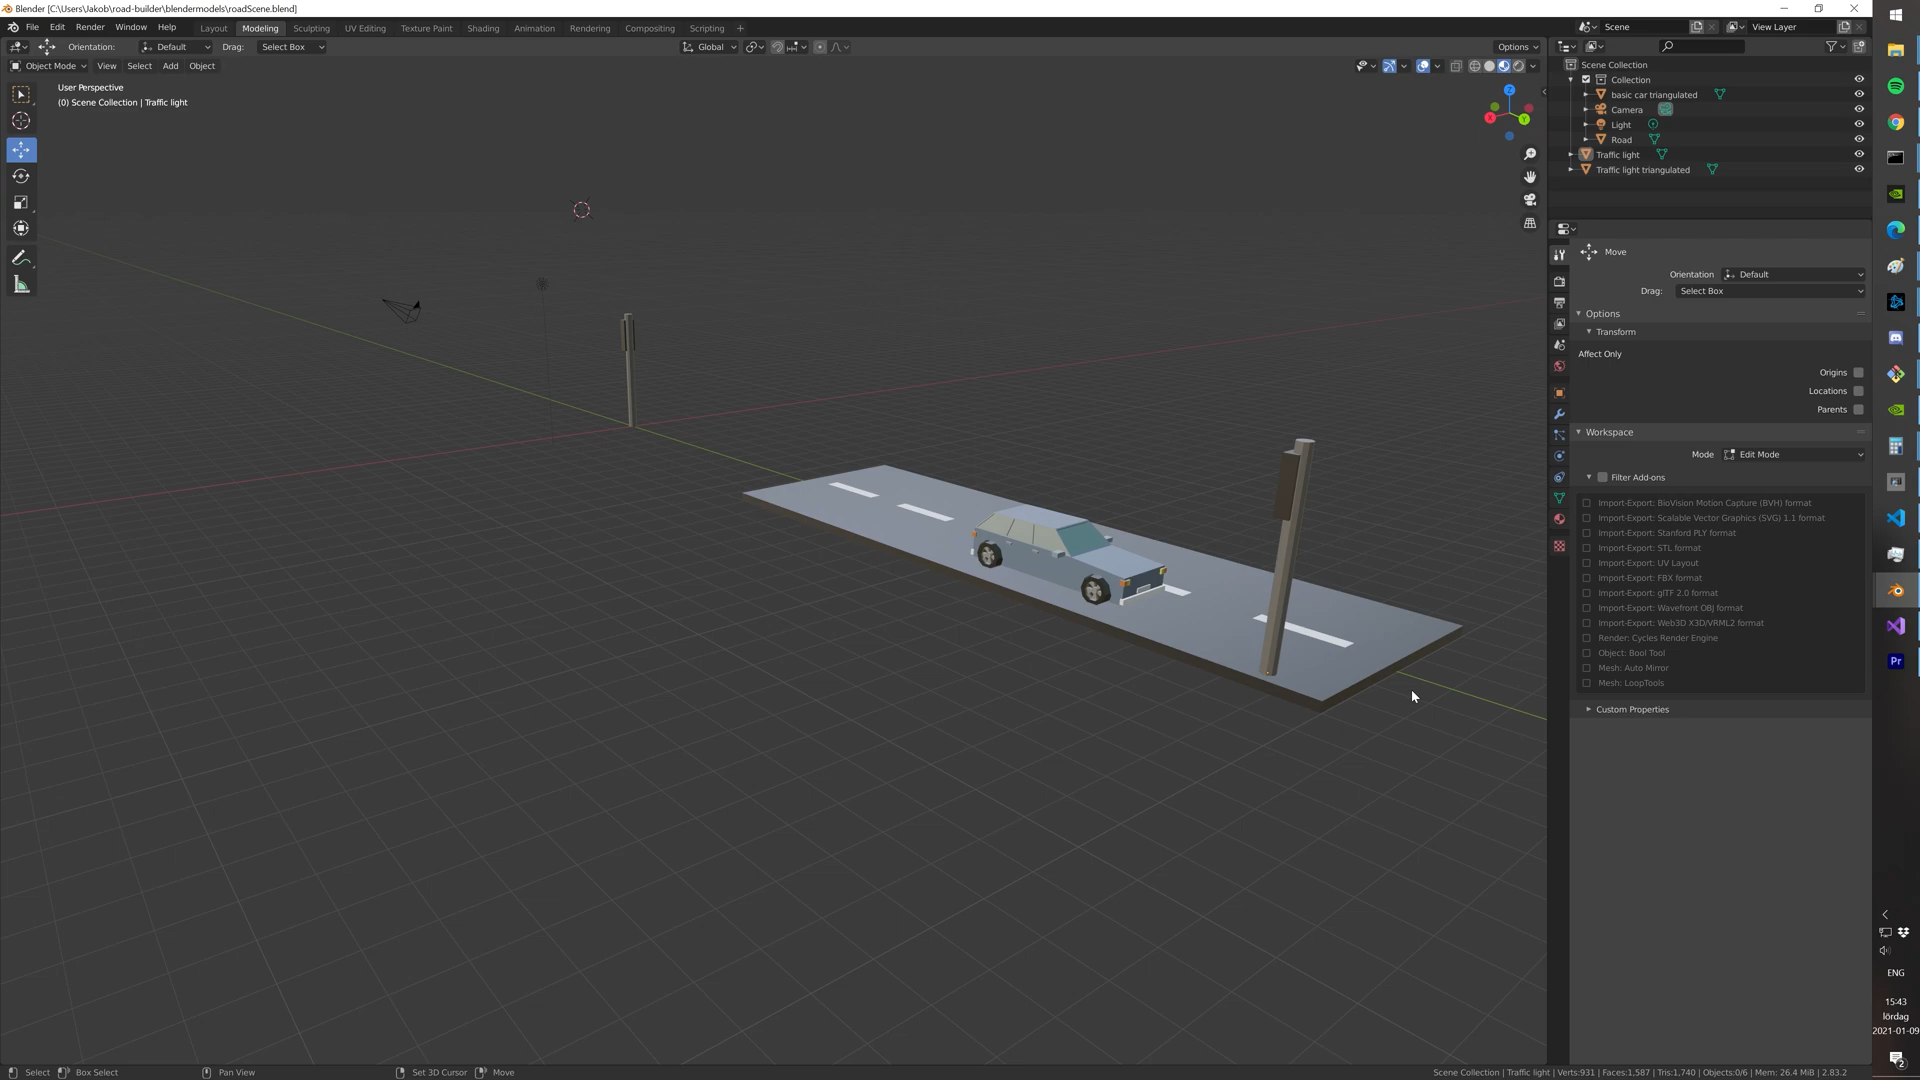 Blender [C:\Users\Jakob\road-builder\blendermodels\roadScene.blend]
File Edit Render Window Help Layout Modeling Sculpting UV Editing Texture Paint Shading Animation Rendering Compositing Scripting + Scene View Layer
Orientation: Default Drag: Select Box Global Options
Object Mode View Select Add Object
User Perspective
(0) Scene Collection | Traffic light
Z
X
Y
Scene Collection
Collection
basic car triangulated
Camera
Light
Road
Traffic light
Traffic light triangulated
Move
Orientation Default
Drag: Select Box
Options
Transform
Affect Only
Origins
Locations
Parents
Workspace
Mode Edit Mode
Filter Add-ons
Import-Export: BioVision Motion Capture (BVH) format
Import-Export: Scalable Vector Graphics (SVG) 1.1 format
Import-Export: Stanford PLY format
Import-Export: STL format
Import-Export: UV Layout
Import-Export: FBX format
Import-Export: glTF 2.0 format
Import-Export: Wavefront OBJ format
Import-Export: Web3D X3D/VRML2 format
Render: Cycles Render Engine
Object: Bool Tool
Mesh: Auto Mirror
Mesh: LoopTools
Custom Properties
Pr
ENG
15:43
lördag
2021-01-09
2
Select Box Select Pan View Set 3D Cursor Move
Scene Collection | Traffic light | Verts:931 | Faces:1,587 | Tris:1,740 | Objects:0/6 | Mem: 26.4 MiB | 2.83.2